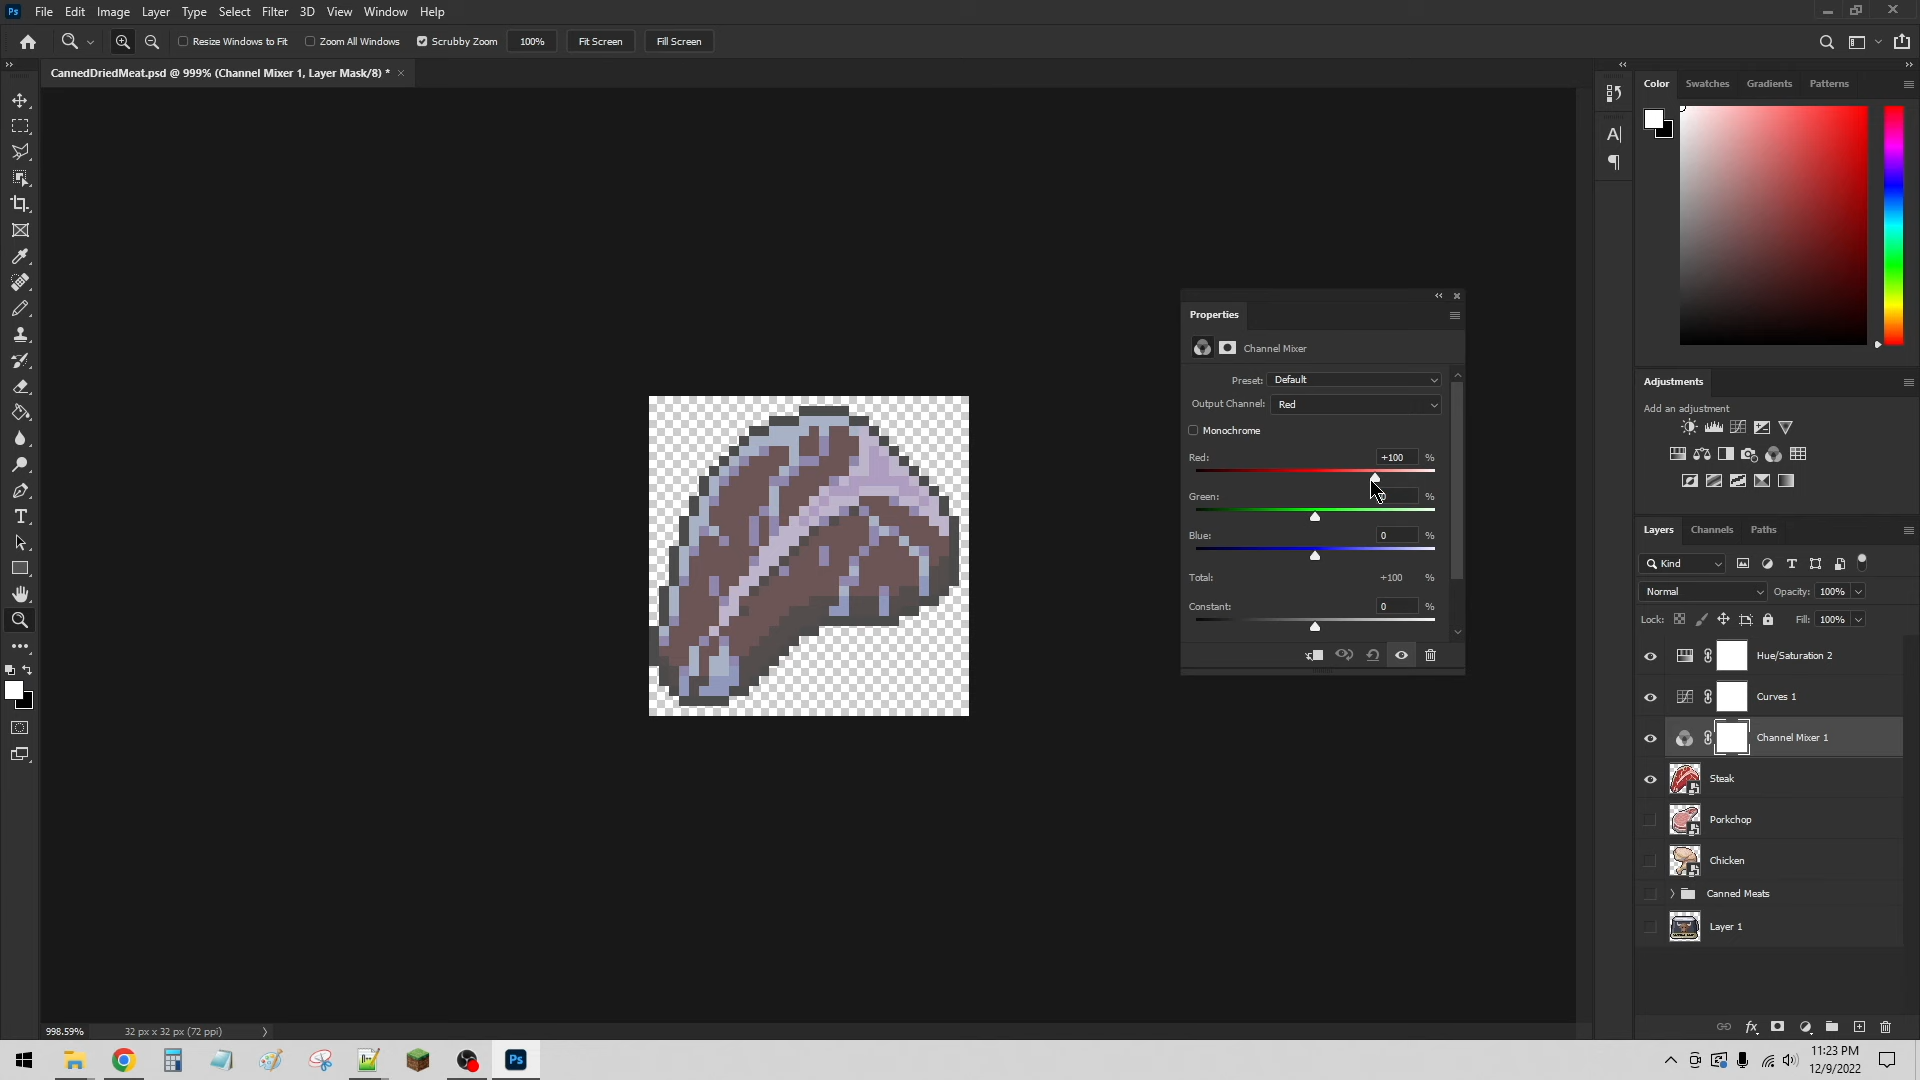 Ps File Edit Image Layer Type Select Filter 3D View Window Help
Resize Windows to Fit Zoom All Windows Scrubby Zoom 100% Fit Screen Fill Screen
CannedDriedMeat.psd @ 999% (Channel Mixer 1, Layer Mask/8) *
Color Swatches Gradients Patterns
Properties
Channel Mixer
Preset: Default
Output Channel: Red
Monochrome
Red: +100 %
Green: %
Blue: 0 %
Total: +100 %
Constant: 0 %
Adjustments
Add an adjustment
Layers Channels Paths
Kind
Normal Opacity: 100%
Lock: Fill: 100%
Hue/Saturation 2
Curves 1
Channel Mixer 1
Steak
Porkchop
Chicken
Canned Meats
Layer 1
998.59% 32 px x 32 px (72 ppi)
Ps
11:23 PM
12/9/2022